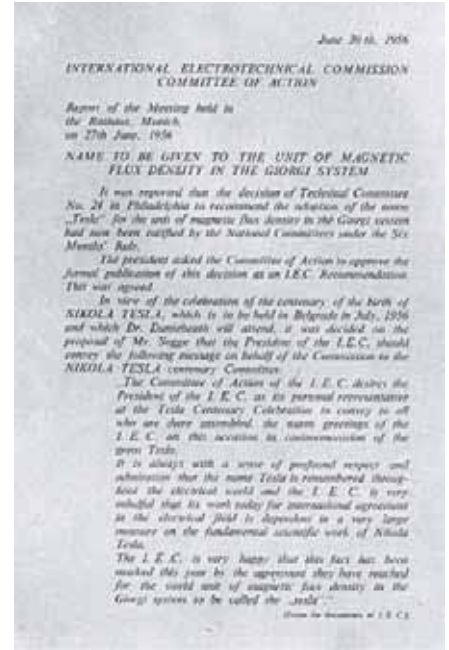 June 30th, 1956
INTERNATIONAL ELECTROTECHNICAL COMMISSION
COMMITTEE OF ACTION
Report of the Meeting held in
the Rathaus, Munich,
on 27th June, 1956
NAME TO BE GIVEN TO THE UNIT OF MAGNETIC
FLUX DENSITY IN THE GIORGI SYSTEM
It was reported that the decision of Technical Committee
No. 24 in Philadelphia to recommend the adoption of the name
„Tesla" for the unit of magnetic flux density in the Giorgi system
had now been ratified by the National Committees under the Six
Months' Rule.
The president asked the Committee of Action to approve the
formal publication of this decision as an I.E.C. Recommendation.
This was agreed.
In view of the celebration of the centenary of the birth of
NIKOLA TESLA, which is to be held in Belgrade in July, 1956
and which Dr. will attend, it was decided on the
proposal of Mr. that the President of the I.E.C. should
convey the following message on behalf of the Commission to the
NIKOLA TESLA centenary Committee:
„The Committee of Action of the I. E. C. desires the
President of the I. E. C. as its personal representative
at the Tesla Centenary Celebration to convey to all
who are there assembled, the warm greetings of the
I. E. C. on this occasion in commemoration of the
great Tesla.
It is always with a sense of profound respect and
admiration that the name Tesla is remembered throug-
hout the electrical world and the I. E. C. is very
mindful that its work today for international agreement
in the electrical field is dependent in a very large
measure on the fundamental scientific work of Nikola
Tesla.
The I. E. C. is very happy that this fact has been
marked this year by the agreement they have reached
for the world unit of magnetic flux density in the
Giorgi system to be called the „tesla"."
(From the documents of I. E. C.)